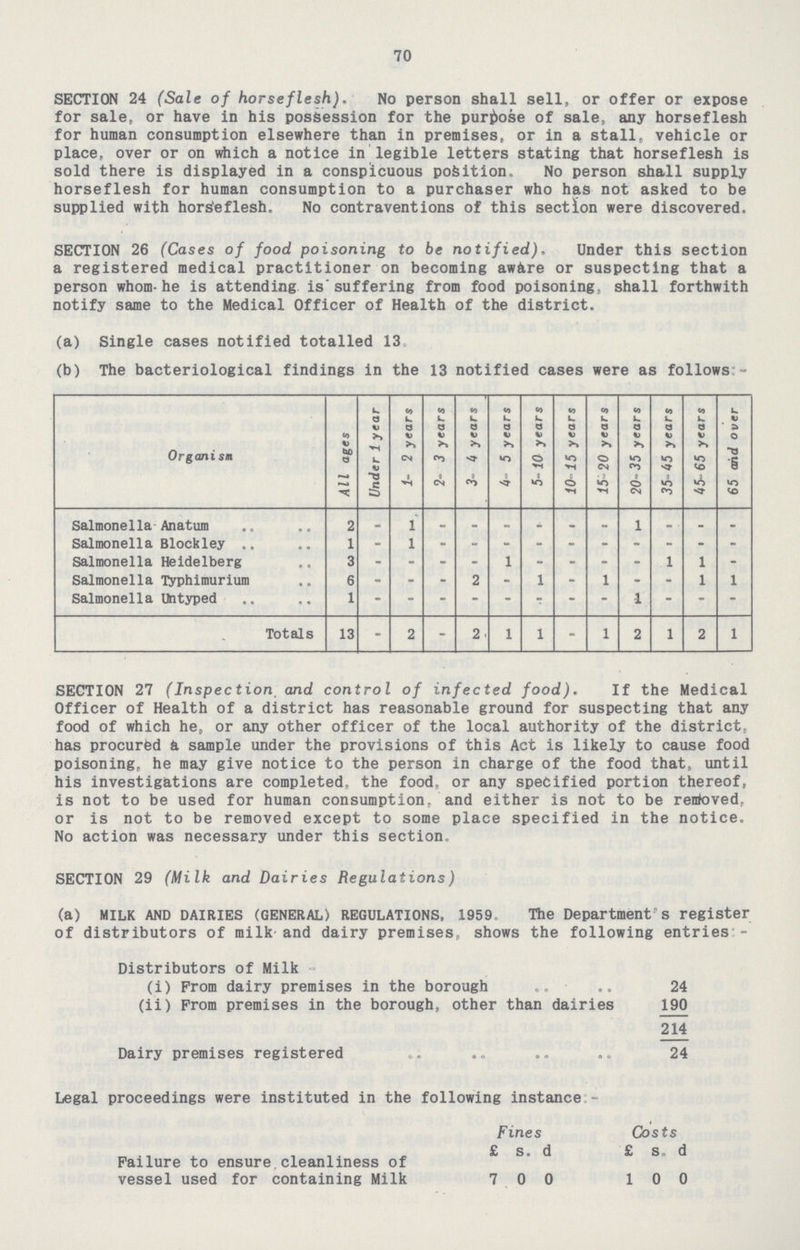 70
SECTION 24 (Sale of horseflesh). No person shall sell, or offer or expose
for sale, or have in his possession for the purpose of sale, any horseflesh
for human consumption elsewhere than in premises, or in a stall, vehicle or
place, over or on which a notice in legible letters stating that horseflesh is
sold there is displayed in a conspicuous position. No person shall supply
horseflesh for human consumption to a purchaser who has not asked to be
supplied with horseflesh. No contraventions of this section were discovered.
SECTION 26 (Cases of food poisoning to be notified). Under this section
a registered medical practitioner on becoming aware or suspecting that a
person whom he is attending is suffering from food poisoning, shall forthwith
notify same to the Medical Officer of Health of the district.
(a) Single cases notified totalled 13.
(b) The bacteriological findings in the 13 notified cases were as follows:-
Organism All ages Under 1 year 1- 2 years 2- 3 years 3- 4 years 4- 5 years 5-10 years 10-15 years 15-20 years 20-35 years 35-45 years 45-65 years 65 and over
Salmonella Anatum .. .. 2 - 1 - - - - - - 1 - - -
Salmonella Blockley .. .. 1 - 1 - - - - - - - - - -
Salmonella Heidelberg .. 3 - - - - 1 - - - - 1 1 -
Salmonella Typhimurium .. 6 - - - 2 - 1 - 1 - - 1 1
Salmonella Untyped .. .. 1 - - - - - - - - 1 - - -
Totals 13 - 2 - 2 1 1 - 1 2 1 2 1
SECTION 27 (Inspection and control of infected food). If the Medical
Officer of Health of a district has reasonable ground for suspecting that any
food of which he, or any other officer of the local authority of the district,
has procured a sample under the provisions of this Act is likely to cause food
poisoning, he may give notice to the person in charge of the food that, until
his investigations are completed, the food, or any specified portion thereof,
is not to be used for human consumption, and either is not to be removed,
or is not to be removed except to some place specified in the notice.
No action was necessary under this section.
SECTION 29 (Milk and Dairies Regulations)
(a) MILK AND DAIRIES (GENERAL) REGULATIONS, 1959. The Department's register
of distributors of milk and dairy premises, shows the following entries:-
Distributors of Milk -
(i) From dairy premises in the borough .. .. 24
(ii) From premises in the borough, other than dairies 190
214
Dairy premises registered .. .. .. .. 24
Legal proceedings were instituted in the following instance:-
Fines Costs
£ s. d £ s. d
Failure to ensure cleanliness of
vessel used for containing Milk 7 0 0 1 0 0